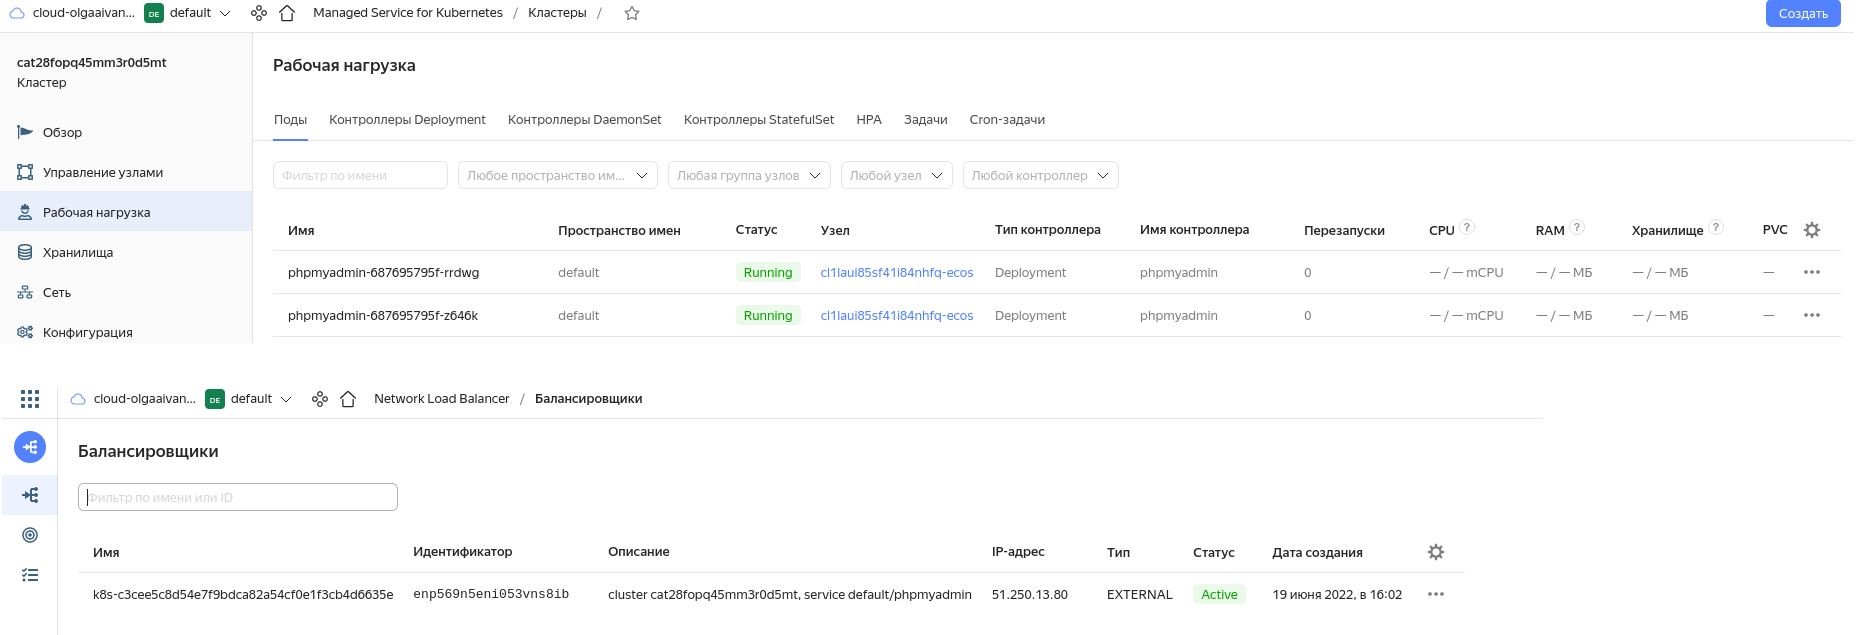 cloud-olgaaivan... DE default Managed Service for Kubernetes / Кластеры /
Создать
cat28fopq45mm3r0d5mt
Кластер
Обзор
Управление узлами
Рабочая нагрузка
Хранилища
Сеть
Конфигурация
Рабочая нагрузка
Поды Контроллеры Deployment Контроллеры DaemonSet Контроллеры StatefulSet HPA Задачи Cron-задачи
Фильтр по имени Любое пространство им... Любая группа узлов Любой узел Любой контроллер
Имя Пространство имен Статус Узел Тип контроллера Имя контроллера Перезапуски CPU ? RAM ? Хранилище ? PVC
phpmyadmin-687695795f-rrdwg default Running cl1laui85sf41i84nhfq-ecos Deployment phpmyadmin 0 — / — mCPU — / — МБ — / — МБ —
phpmyadmin-687695795f-z646k default Running cl1laui85sf41i84nhfq-ecos Deployment phpmyadmin 0 — / — mCPU — / — МБ — / — МБ —
cloud-olgaaivan... DE default Network Load Balancer / Балансировщики
Балансировщики
Фильтр по имени или ID
Имя Идентификатор Описание IP-адрес Тип Статус Дата создания
k8s-c3cee5c8d54e7f9bdca82a54cf0e1f3cb4d6635e enp569n5eni053vns8ib cluster cat28fopq45mm3r0d5mt, service default/phpmyadmin 51.250.13.80 EXTERNAL Active 19 июня 2022, в 16:02